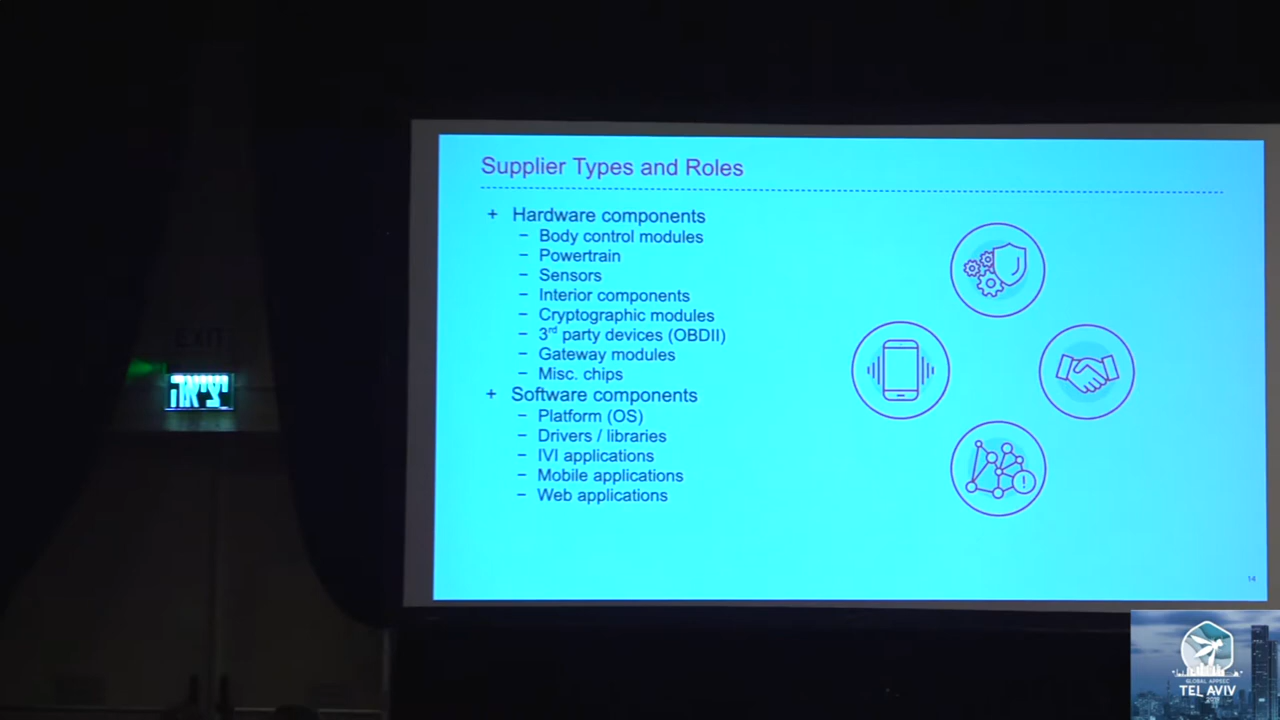 Supplier Types and Roles
+ Hardware components
– Body control modules
– Powertrain
– Sensors
– Interior components
– Cryptographic modules
– 3rd party devices (OBDII)
– Gateway modules
– Misc. chips
+ Software components
– Platform (OS)
– Drivers / libraries
– IVI applications
– Mobile applications
– Web applications
14
EXIT
יציאה
GLOBAL APPSEC
TEL AVIV